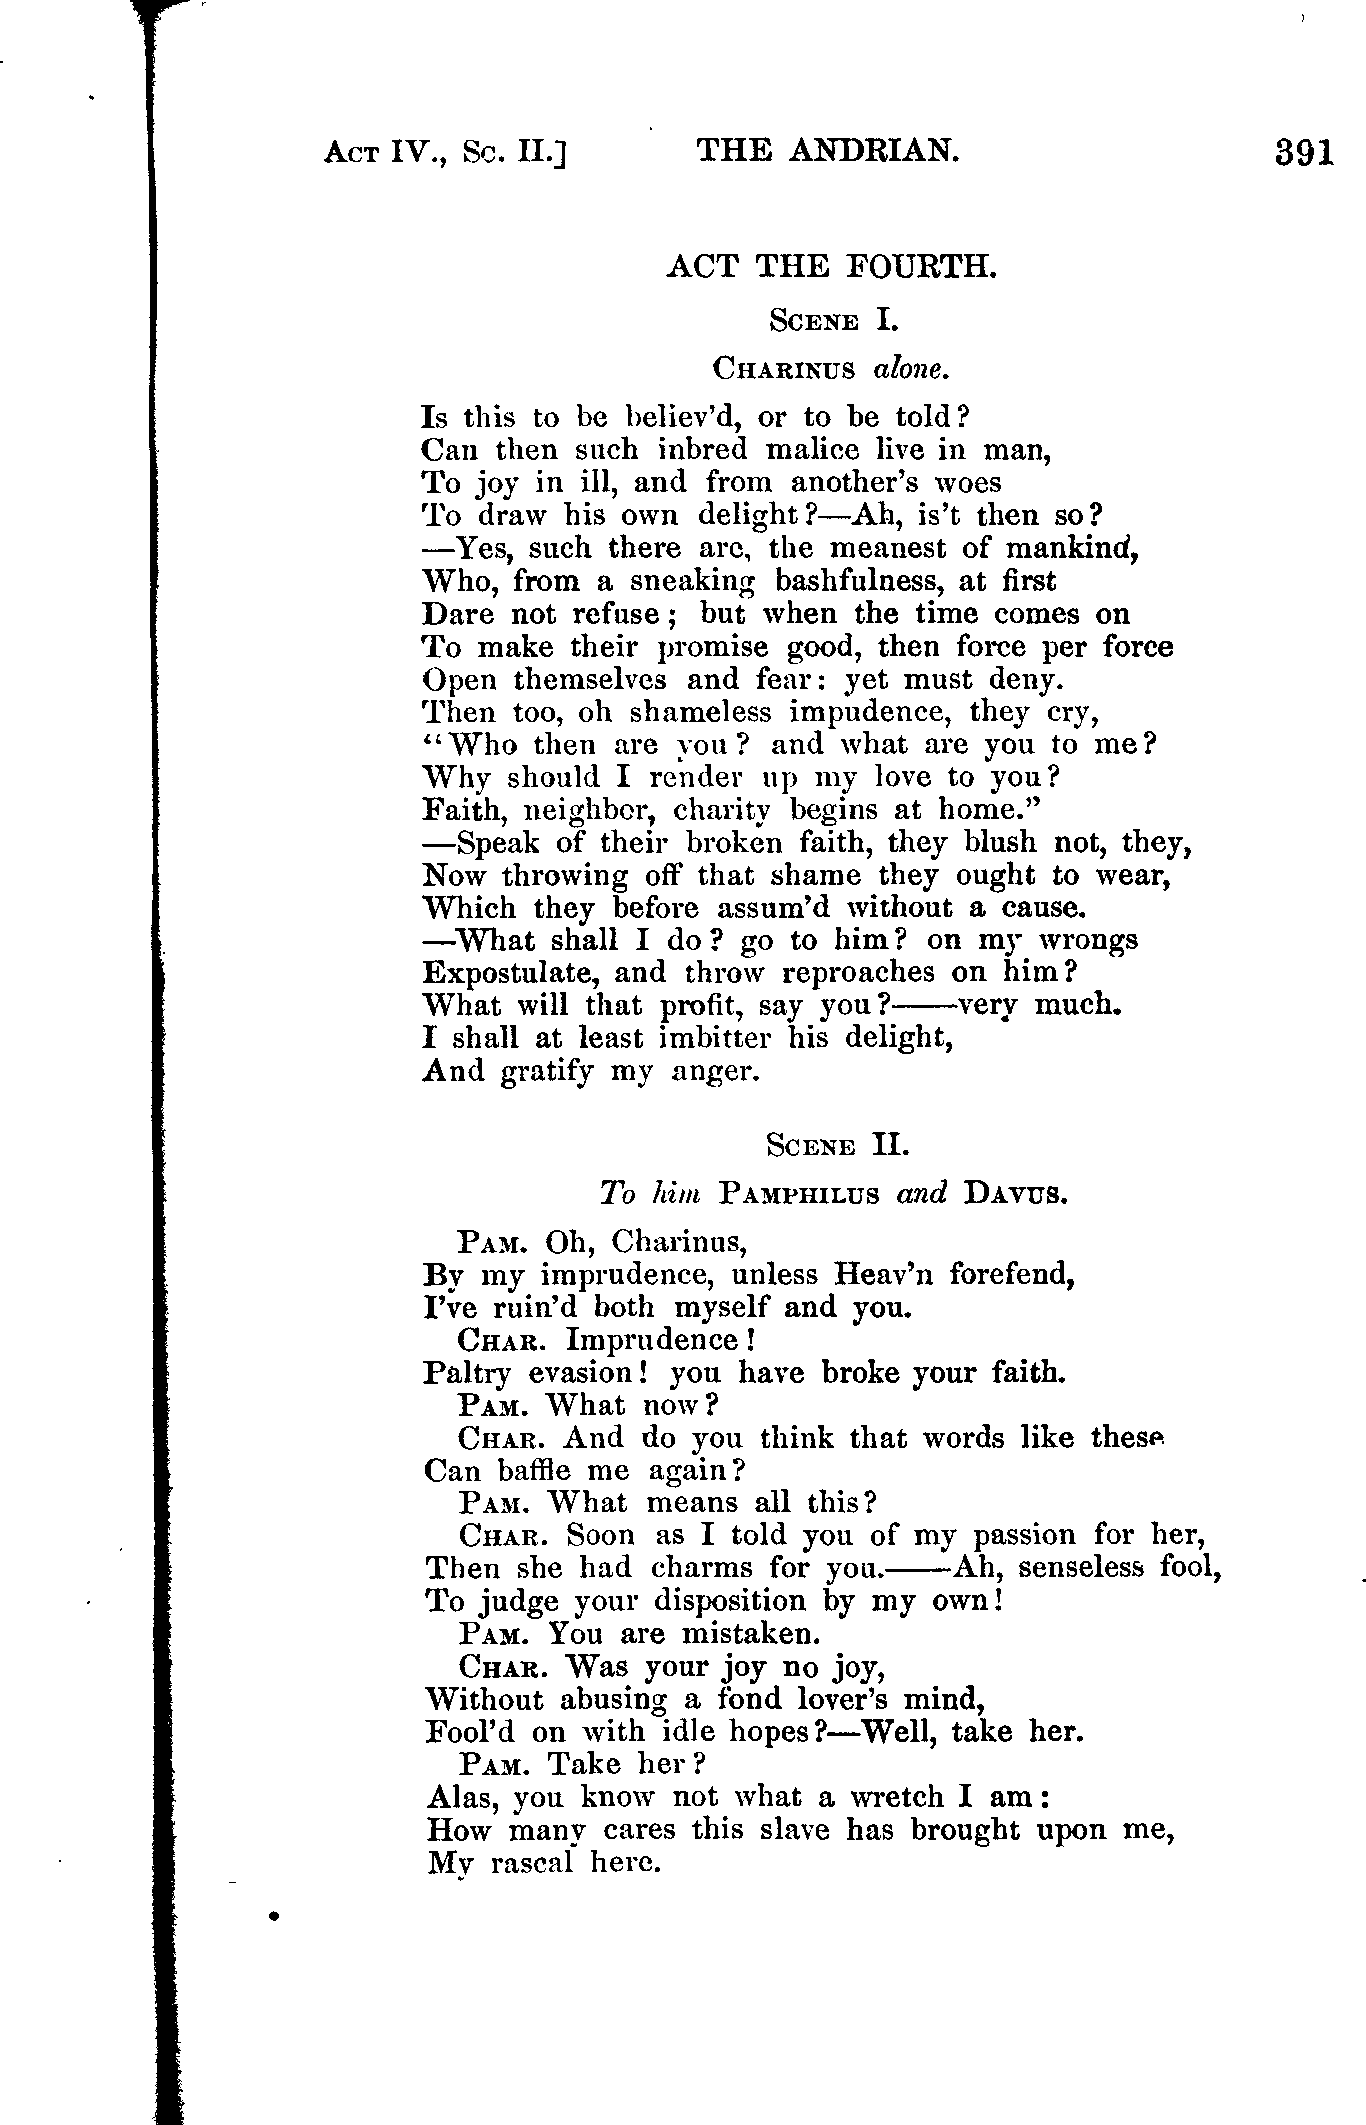 ACT IV., SC. II.] THE ANDRIAN. 391
ACT THE FOURTH.
SCENE I.
CHARINUS alone.
Is this to be believ'd, or to be told?
Can then such inbred malice live in man,
To joy in ill, and from another's woes
To draw his own delight?—Ah, is't then so?
—Yes, such there are, the meanest of mankind,
Who, from a sneaking bashfulness, at first
Dare not refuse; but when the time comes on
To make their promise good, then force per force
Open themselves and fear: yet must deny.
Then too, oh shameless impudence, they cry,
"Who then are you? and what are you to me?
Why should I render up my love to you?
Faith, neighbor, charity begins at home."
—Speak of their broken faith, they blush not, they,
Now throwing off that shame they ought to wear,
Which they before assum'd without a cause.
—What shall I do? go to him? on my wrongs
Expostulate, and throw reproaches on him?
What will that profit, say you?——very much.
I shall at least imbitter his delight,
And gratify my anger.
SCENE II.
To him PAMPHILUS and DAVUS.
PAM. Oh, Charinus,
By my imprudence, unless Heav'n forefend,
I've ruin'd both myself and you.
CHAR. Imprudence!
Paltry evasion! you have broke your faith.
PAM. What now?
CHAR. And do you think that words like these
Can baffle me again?
PAM. What means all this?
CHAR. Soon as I told you of my passion for her,
Then she had charms for you.——Ah, senseless fool,
To judge your disposition by my own!
PAM. You are mistaken.
CHAR. Was your joy no joy,
Without abusing a fond lover's mind,
Fool'd on with idle hopes?—Well, take her.
PAM. Take her?
Alas, you know not what a wretch I am:
How many cares this slave has brought upon me,
My rascal here.